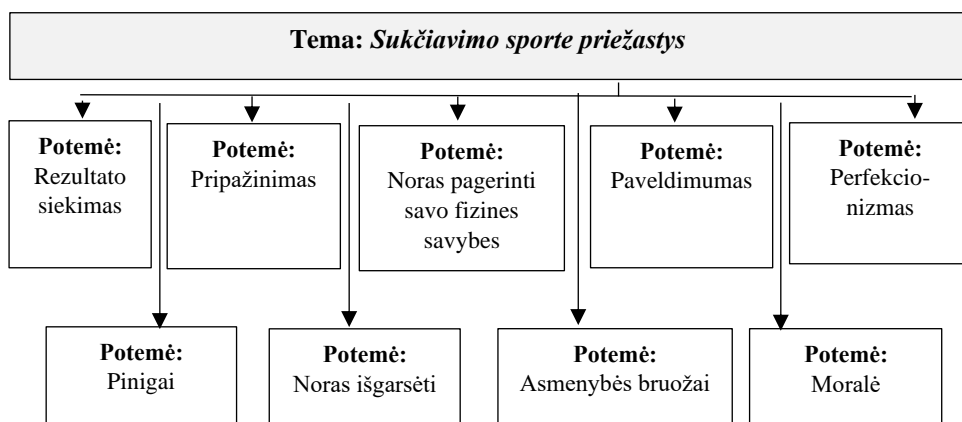 Tema: Sukčiavimo sporte priežastys
Potemė:
Rezultato
siekimas
Potemė:
Pripažinimas
Potemė:
Noras pagerinti
savo fizines
savybes
Potemė:
Paveldimumas
Potemė:
Perfekcio-
nizmas
Potemė:
Pinigai
Potemė:
Noras išgarsėti
Potemė:
Asmenybės bruožai
Potemė:
Moralė